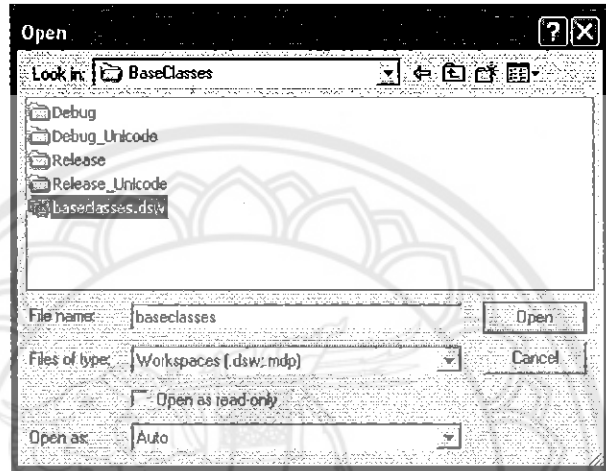 Open
Look in: BaseClasses
Debug
Debug_Unicode
Release
Release_Unicode
baseclasses.dsw
File name: baseclasses Open
Files of type: Workspaces (.dsw;.mdp) Cancel
Open as read-only
Open as: Auto